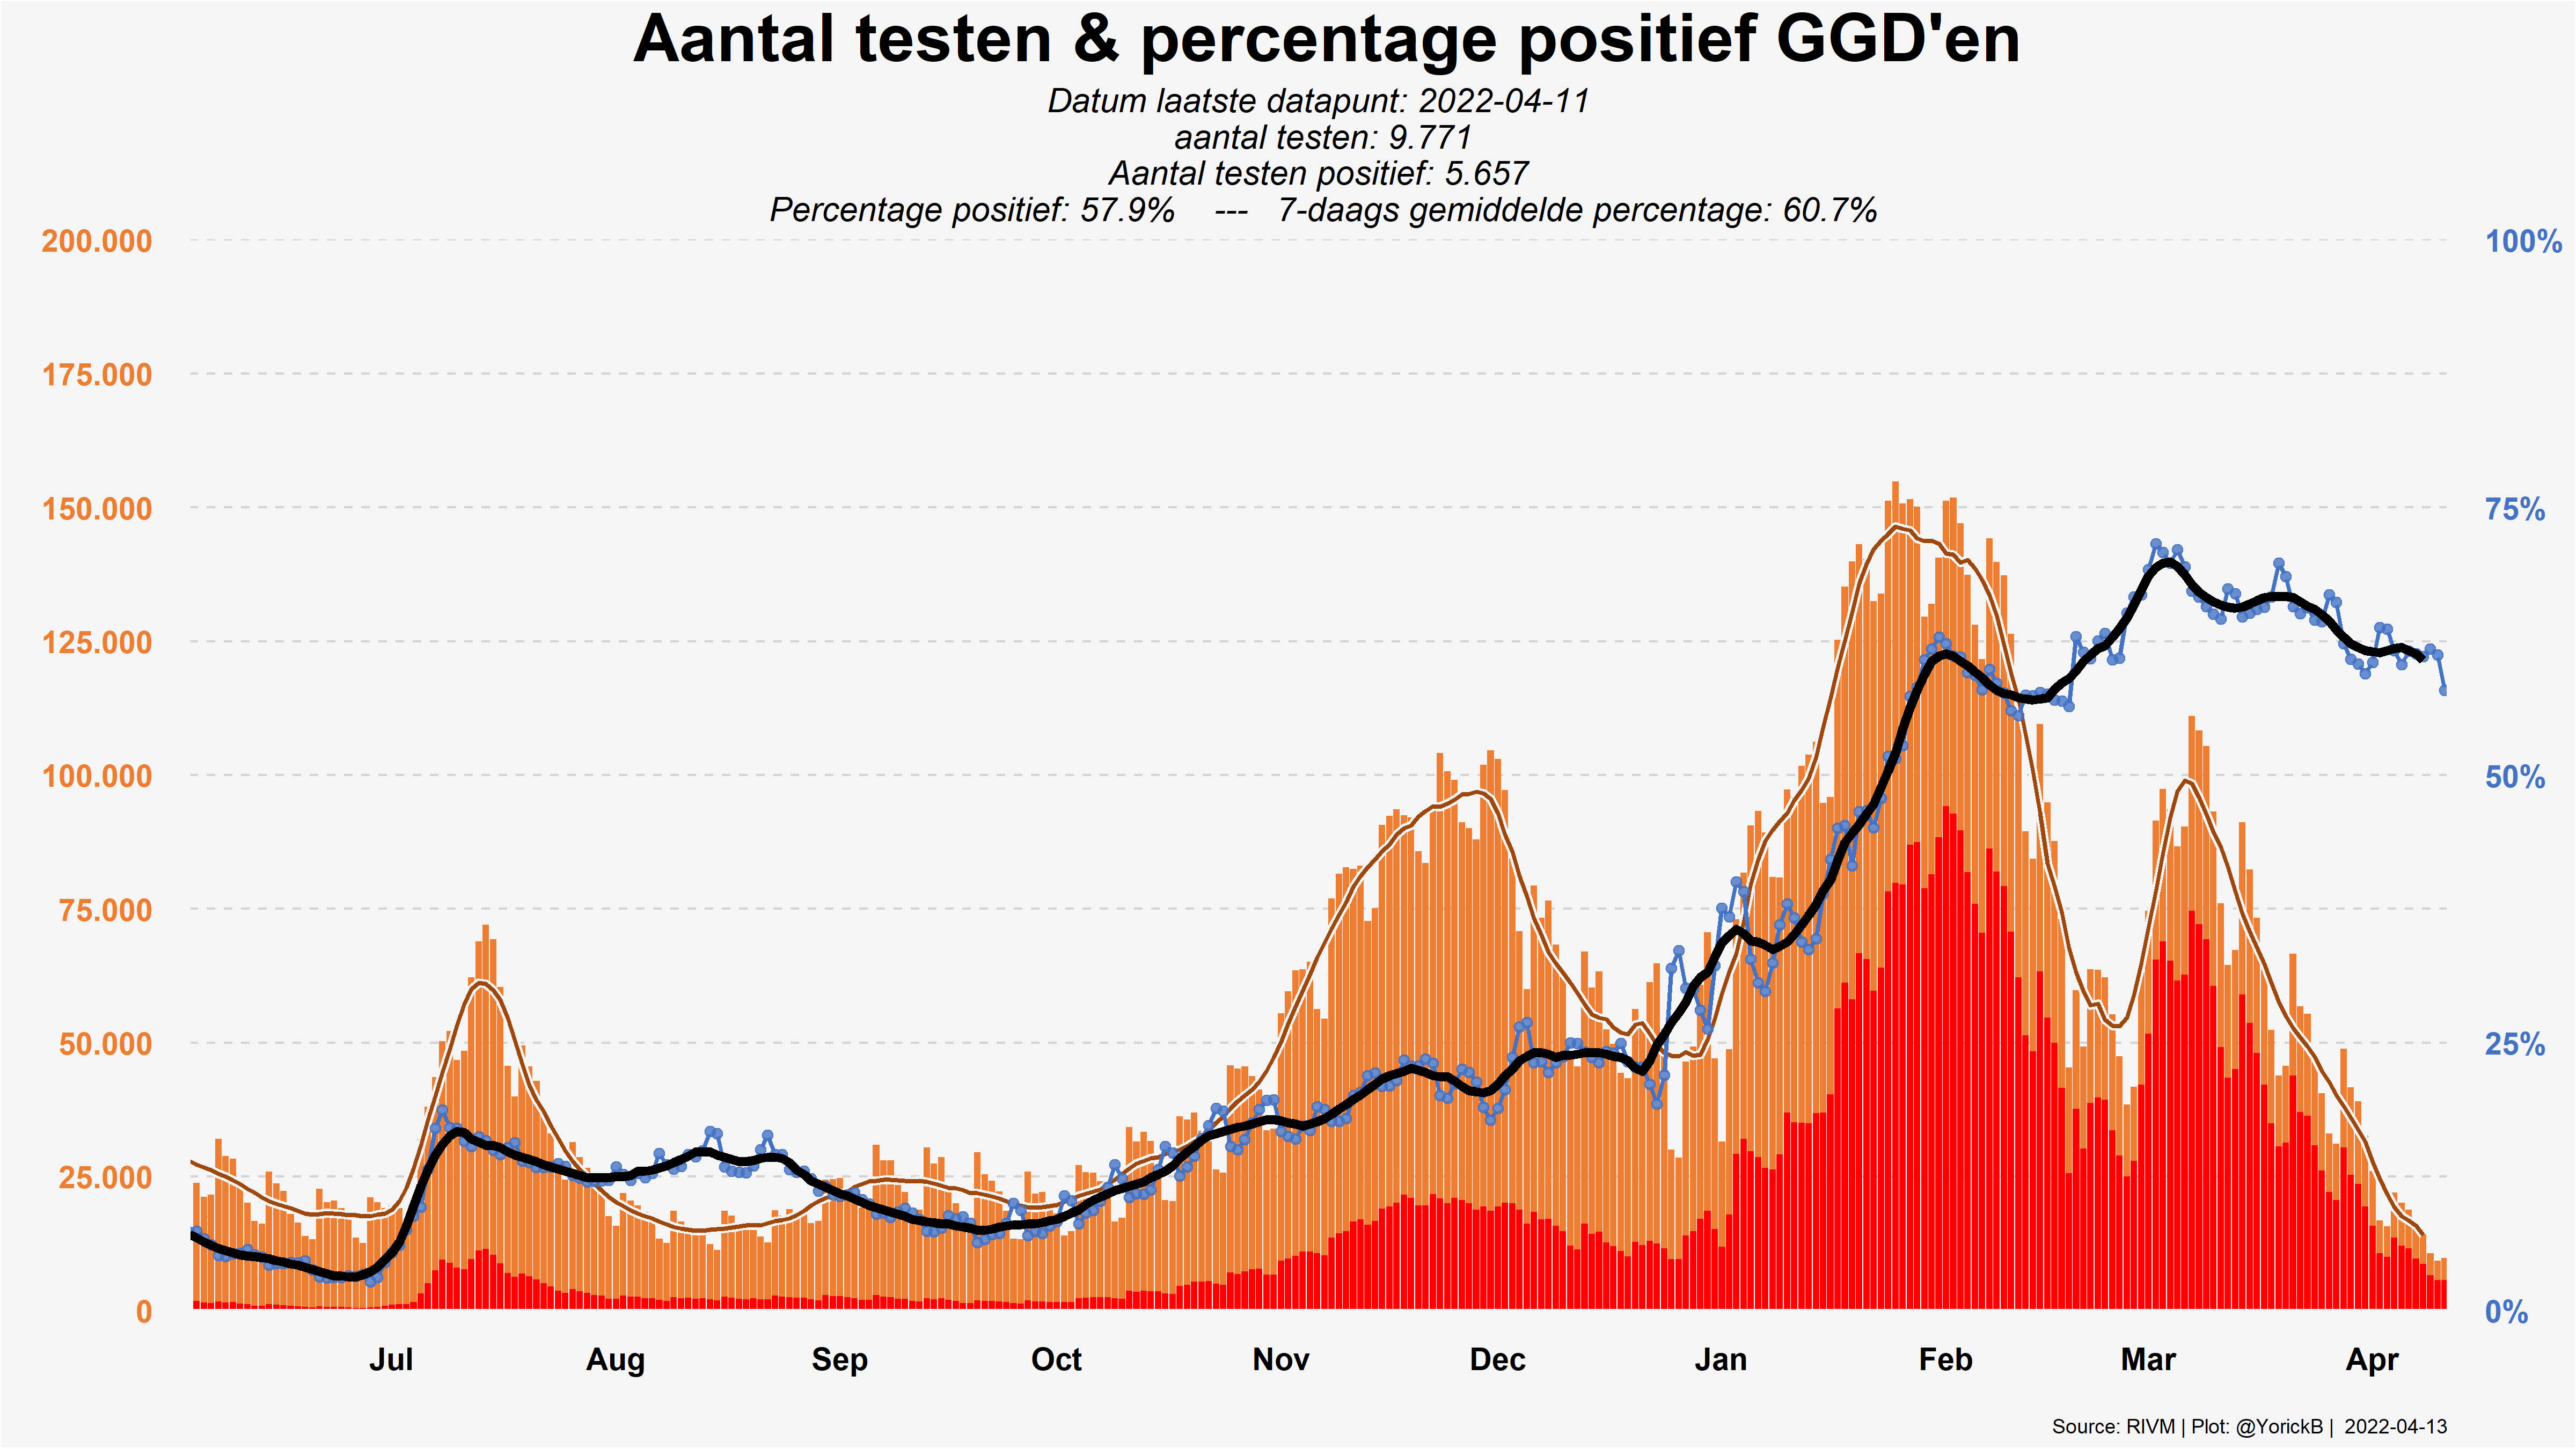 Aantal testen & percentage positief GGD'en
Datum laatste datapunt: 2022-04-11
aantal testen: 9.771
Aantal testen positief: 5.657
Percentage positief: 57.9% --- 7-daags gemiddelde percentage: 60.7%
200.000 100%
175.000
150.000 75%
125.000
100.000 50%
75.000
50.000 25%
25.000
0 0%
Jul Aug Sep Oct Nov Dec Jan Feb Mar Apr
Source: RIVM | Plot: @YorickB | 2022-04-13